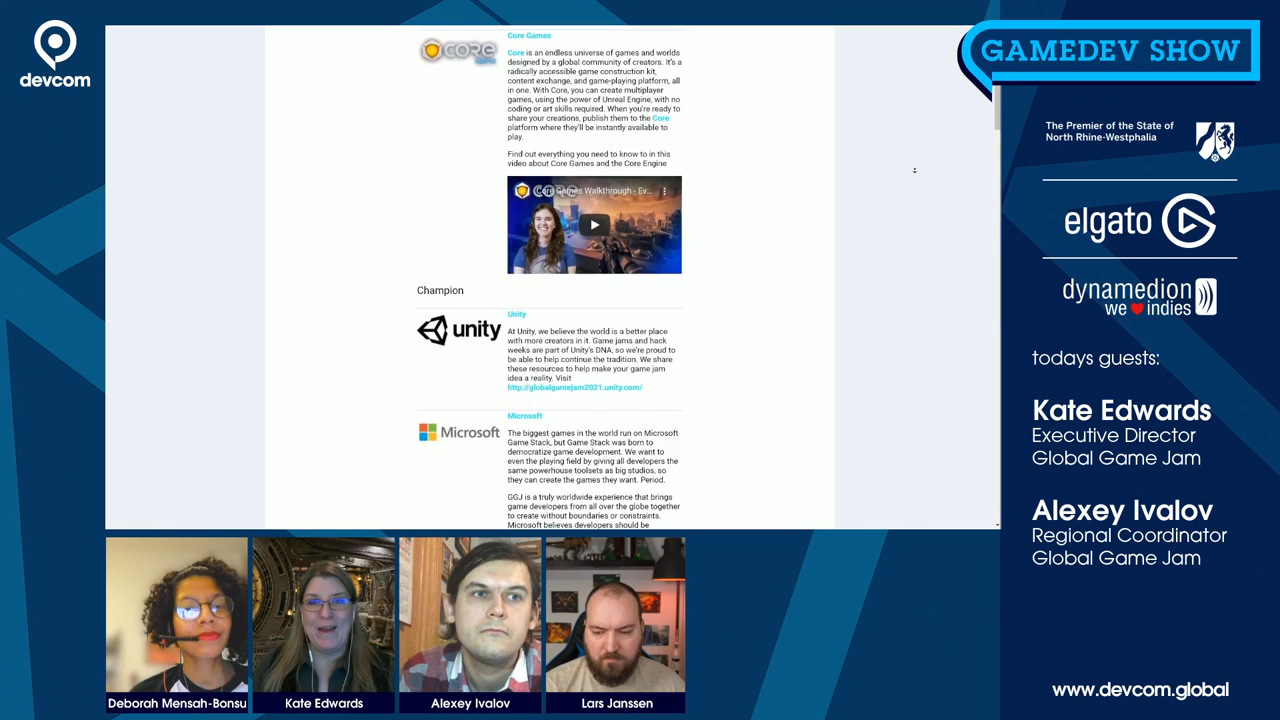 devcom
CORE
Core Games
Core is an endless universe of games and worlds
designed by a global community of creators. It's a
radically accessible game construction kit,
content exchange, and game-playing platform, all
in one. With Core, you can create multiplayer
games, using the power of Unreal Engine, with no
coding or art skills required. When you're ready to
share your creations, publish them to the Core
platform where they'll be instantly available to
play.
Find out everything you need to know to in this
video about Core Games and the Core Engine
Core Games Walkthrough - Ev...
Champion
unity
Unity
At Unity, we believe the world is a better place
with more creators in it. Game jams and hack
weeks are part of Unity's DNA, so we're proud to
be able to help continue the tradition. We share
these resources to help make your game jam
idea a reality. Visit
http://globalgamejam2021.unity.com/
Microsoft
Microsoft
The biggest games in the world run on Microsoft
Game Stack, but Game Stack was born to
democratize game development. We want to
even the playing field by giving all developers the
same powerhouse toolsets as big studios, so
they can create the games they want. Period.
GGJ is a truly worldwide experience that brings
game developers from all over the globe together
to create without boundaries or constraints.
Microsoft believes developers should be
Deborah Mensah-Bonsu
Kate Edwards
Alexey Ivalov
Lars Janssen
GAMEDEV SHOW
The Premier of the State of
North Rhine-Westphalia
elgato
dynamedion
we indies
todays guests:
Kate Edwards
Executive Director
Global Game Jam
Alexey Ivalov
Regional Coordinator
Global Game Jam
www.devcom.global